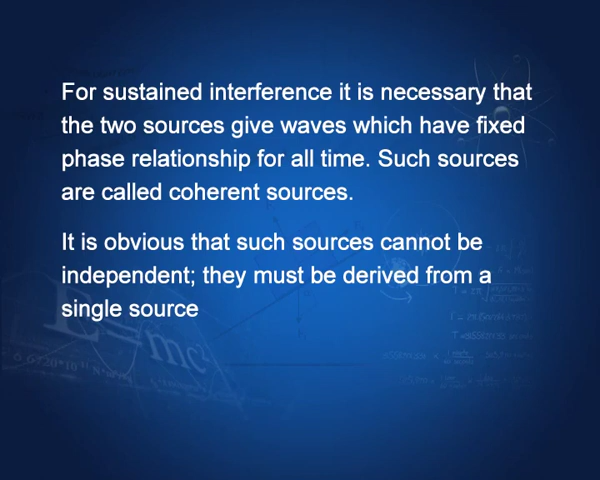 For sustained interference it is necessary that
the two sources give waves which have fixed
phase relationship for all time. Such sources
are called coherent sources.
It is obvious that such sources cannot be
independent; they must be derived from a
single source
E=mc²